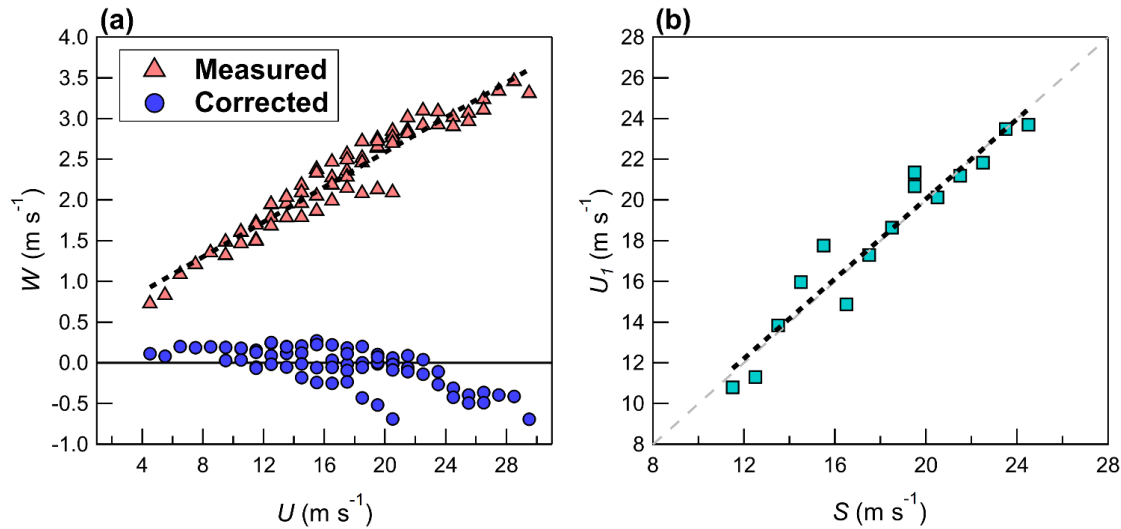 (a)
4.0
3.5
3.0
2.5
2.0
1.5
1.0
0.5
0.0
-0.5
-1.0
W (m s⁻¹)
Measured
Corrected
4 8 12 16 20 24 28
U (m s⁻¹)
(b)
28
26
24
22
20
18
16
14
12
10
8
U₁ (m s⁻¹)
8 12 16 20 24 28
S (m s⁻¹)